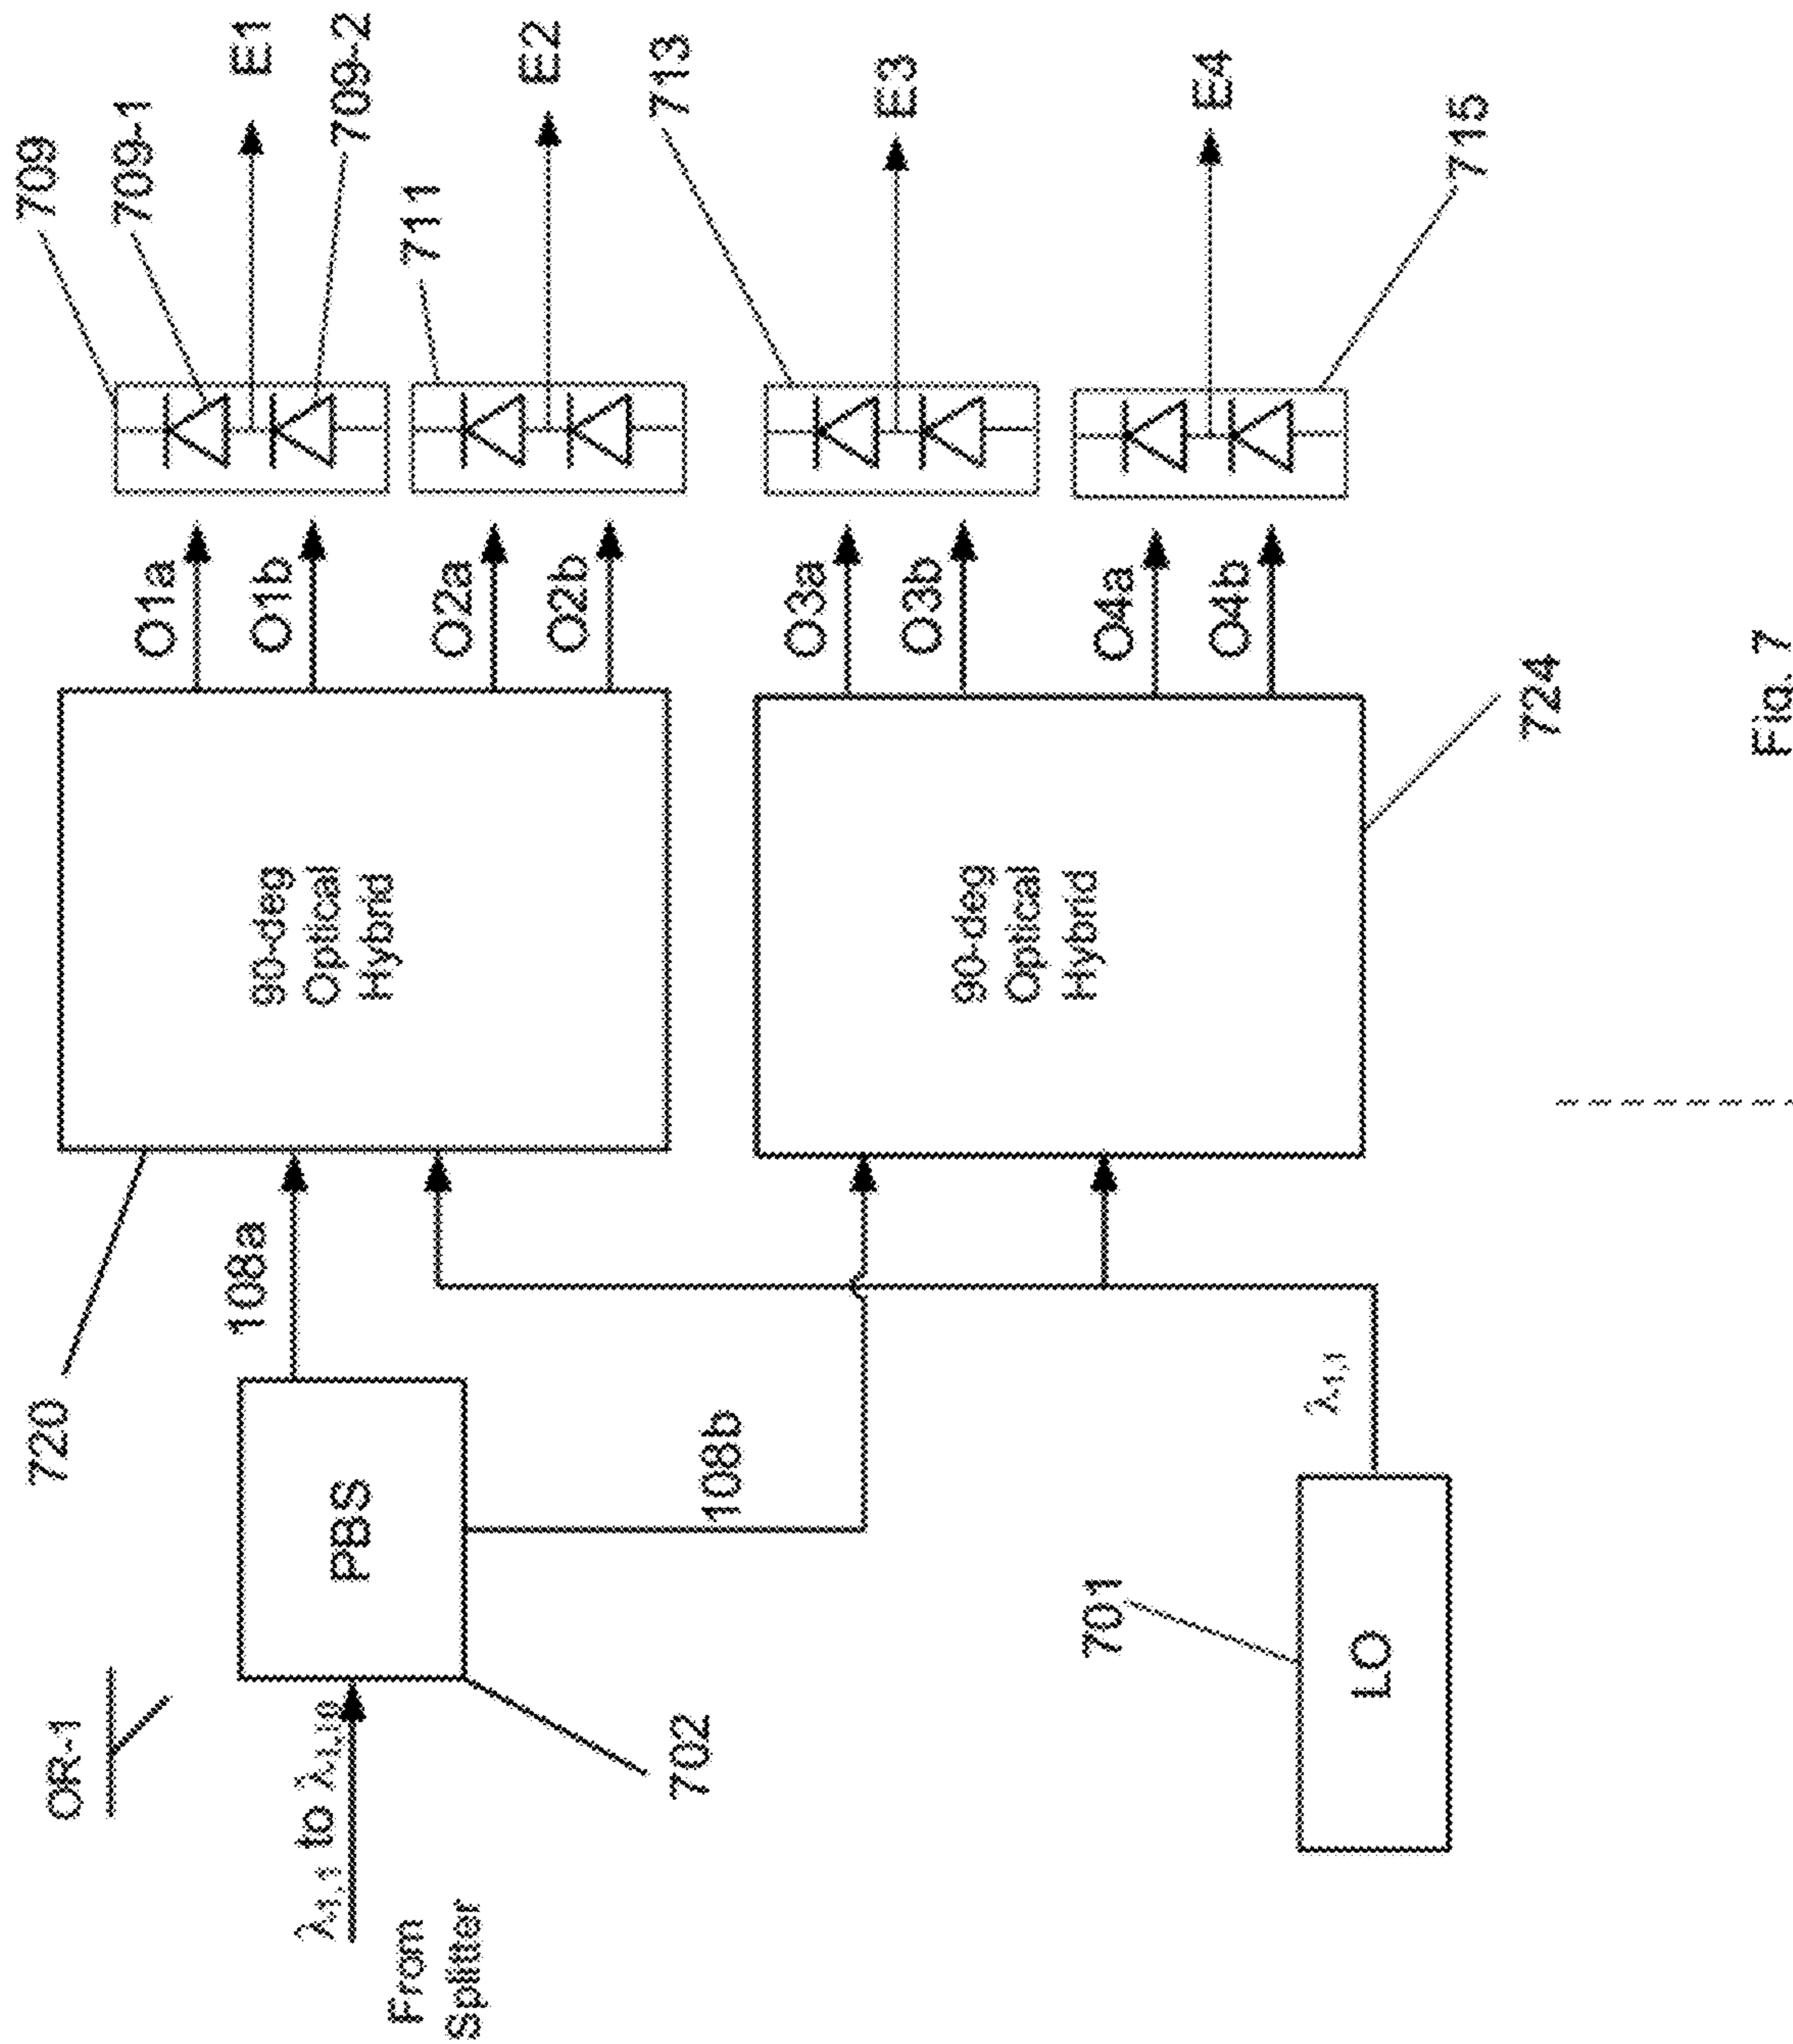 OR-1
λ1,1 to λ1,10
From
Splitter
PBS
702
720
108a
108b
LO
701
λ1,1
90-deg
Optical
Hybrid
90-deg
Optical
Hybrid
724
O1a
O1b
O2a
O2b
O3a
O3b
O4a
O4b
709
709-1
E1
709-2
711
E2
713
E3
E4
715
Fig. 7